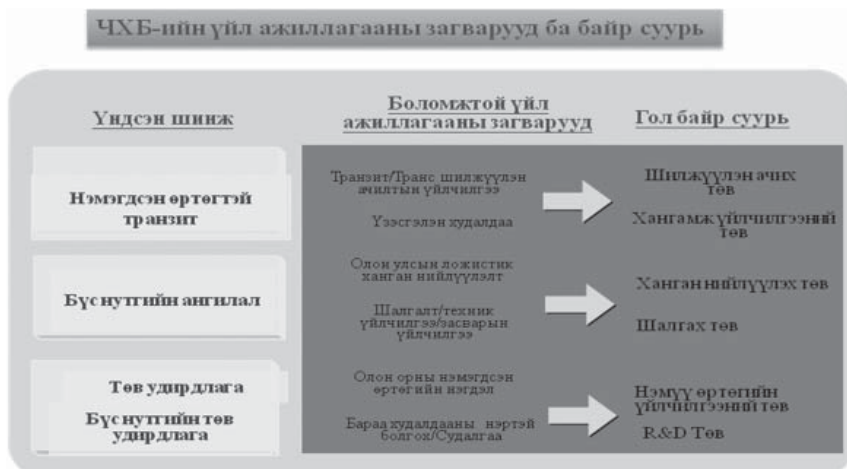 ЧХБ-ийн үйл ажиллагааны загварууд ба байр суурь
Үндсэн шинж
Боломжтой үйл
ажиллагааны загварууд
Гол байр суурь
Нэмэгдсэн өртөгтэй
транзит
Транзит/Транс шилжүүлэн
ачилтын үйлчилгээ
Үзэсгэлэн худалдаа
Шилжүүлэн ачих
төв
Хангамж үйлчилгээний
төв
Бүс нутгийн ангилал
Олон улсын ложистик
ханган нийлүүлэлт
Шалгалт/техник
үйлчилгээ/засварын
үйлчилгээ
Ханган нийлүүлэх төв
Шалгах төв
Төв удирдлага
Бүс нутгийн төв
удирдлага
Олон орны нэмэгдсэн
өртөгийн нэгдэл
Бараа худалдааны нэртэй
болгох/Судалгаа
Нэмүү өртөгийн
үйлчилгээний төв
R&D Төв